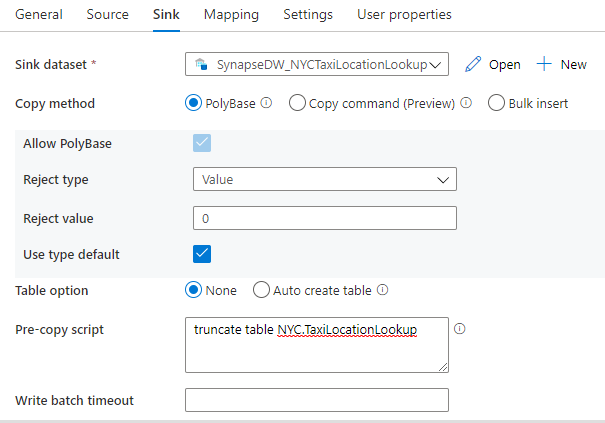 General Source Sink Mapping Settings User properties
Sink dataset * SynapseDW_NYCTaxiLocationLookup Open New
Copy method PolyBase Copy command (Preview) Bulk insert
Allow PolyBase
Reject type Value
Reject value 0
Use type default
Table option None Auto create table
Pre-copy script truncate table NYC.TaxiLocationLookup
Write batch timeout